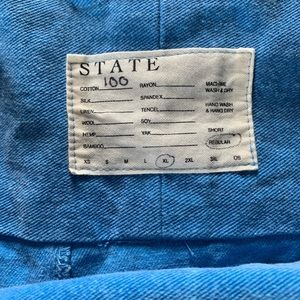 STATE
100
COTTON RAYON MACHINE WASH & DRY
SILK SPANDEX
LINEN TENCEL HAND WASH & HANG DRY
WOOL SOY
HEMP YAK SHORT
BAMBOO REGULAR
XS S M L XL 2XL 3XL OS